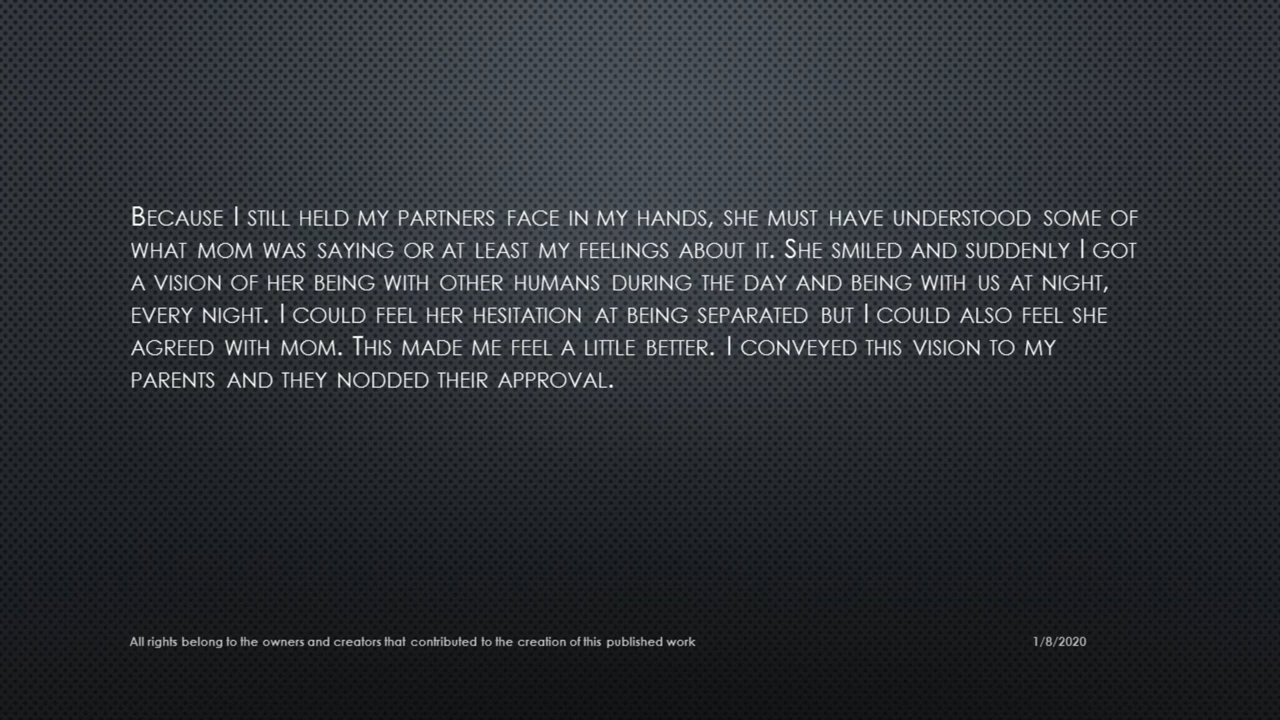 Because I still held my partners face in my hands, she must have understood some of
what mom was saying or at least my feelings about it. She smiled and suddenly I got
a vision of her being with other humans during the day and being with us at night,
every night. I could feel her hesitation at being separated but I could also feel she
agreed with mom. This made me feel a little better. I conveyed this vision to my
parents and they nodded their approval.
All rights belong to the owners and creators that contributed to the creation of this published work
1/8/2020